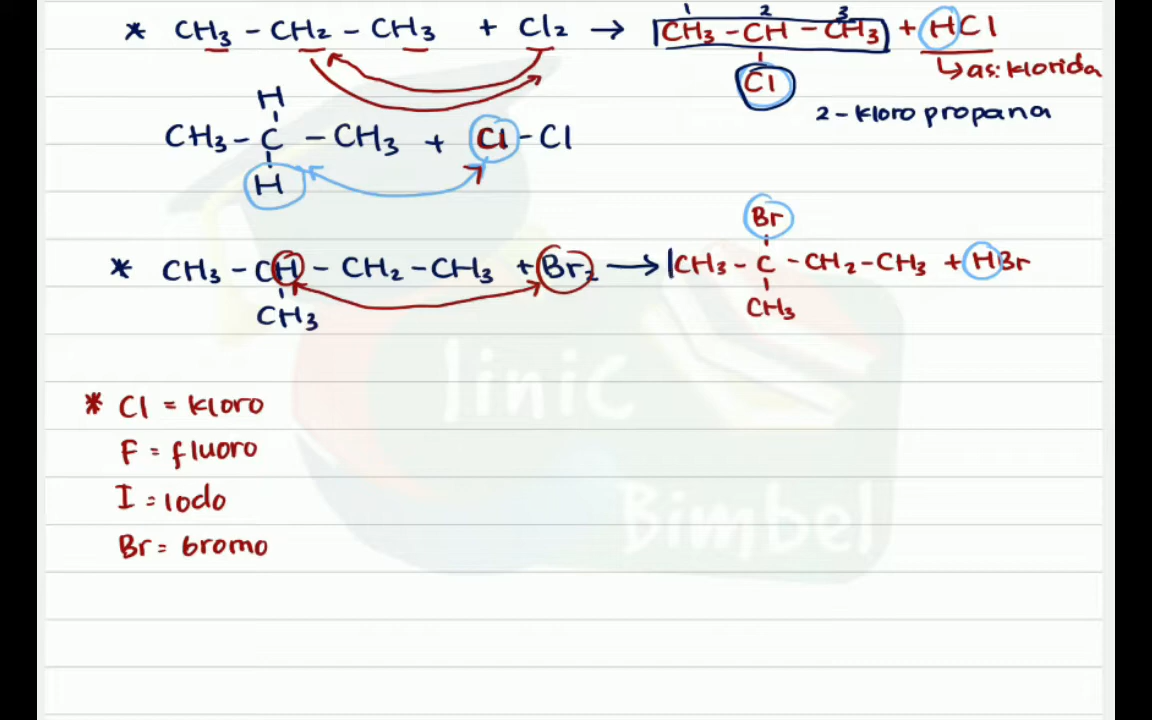 * CH3 - CH2 - CH3 + Cl2 → CH3 - CH - CH3 + HCl
1 2 3
Cl
↳ as. klorida
2 - kloro propana
H
CH3 - C - CH3 + Cl - Cl
H
Br
* CH3 - CH - CH2 - CH3 + Br2 → CH3 - C - CH2 - CH3 + HBr
CH3
CH3
* Cl = kloro
F = fluoro
I = Iodo
Br = bromo
linic
Bimbel